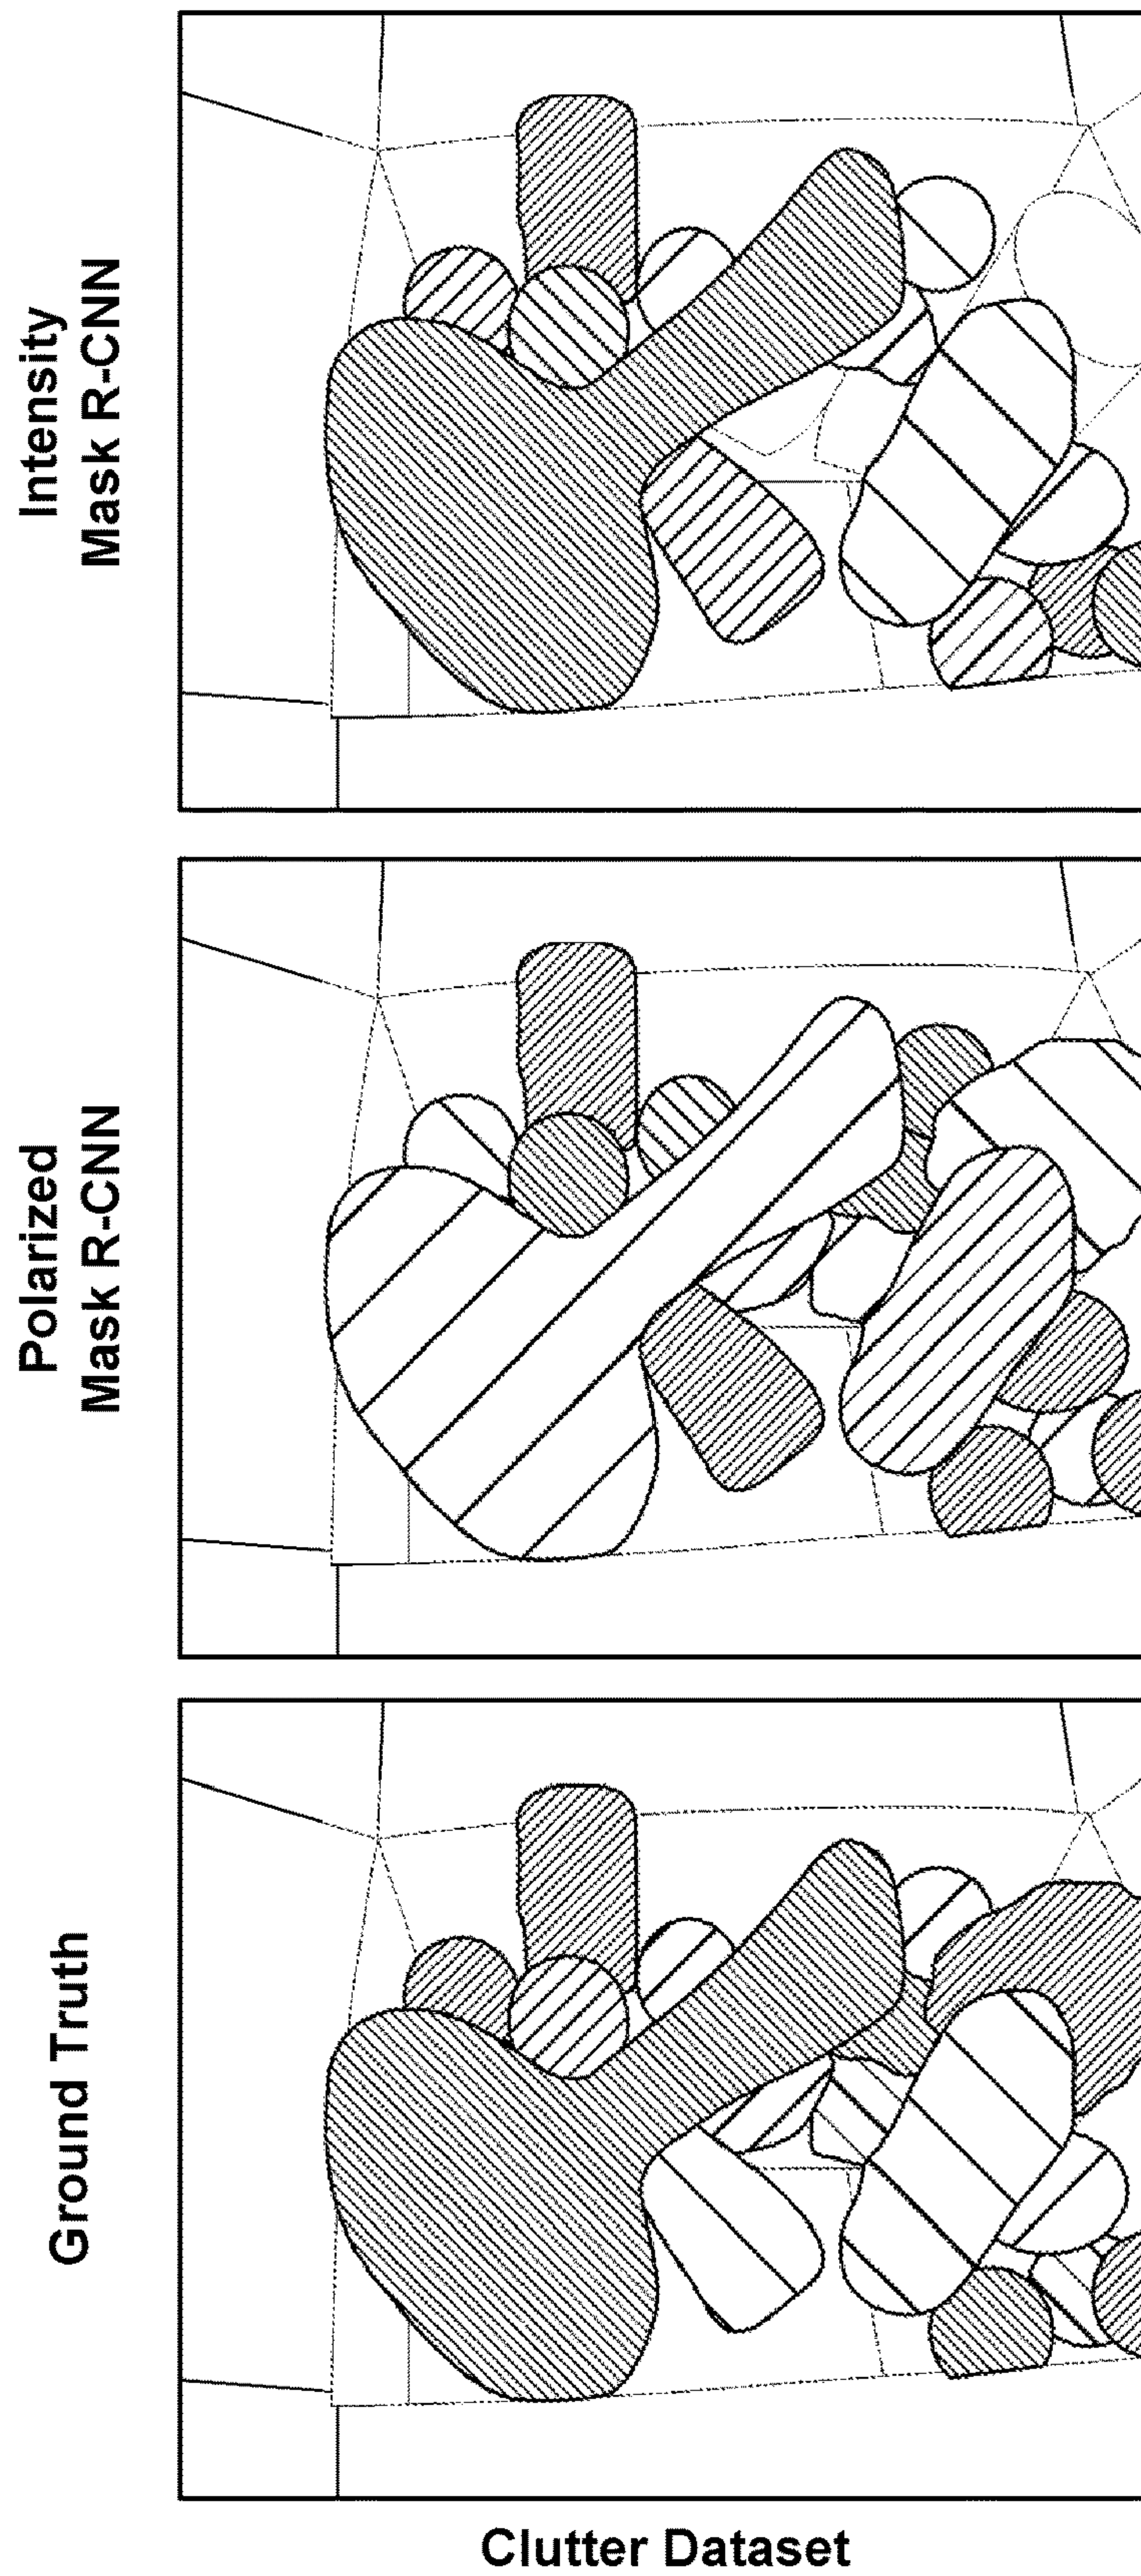 Intensity
Mask R-CNN
Polarized
Mask R-CNN
Ground Truth
Clutter Dataset